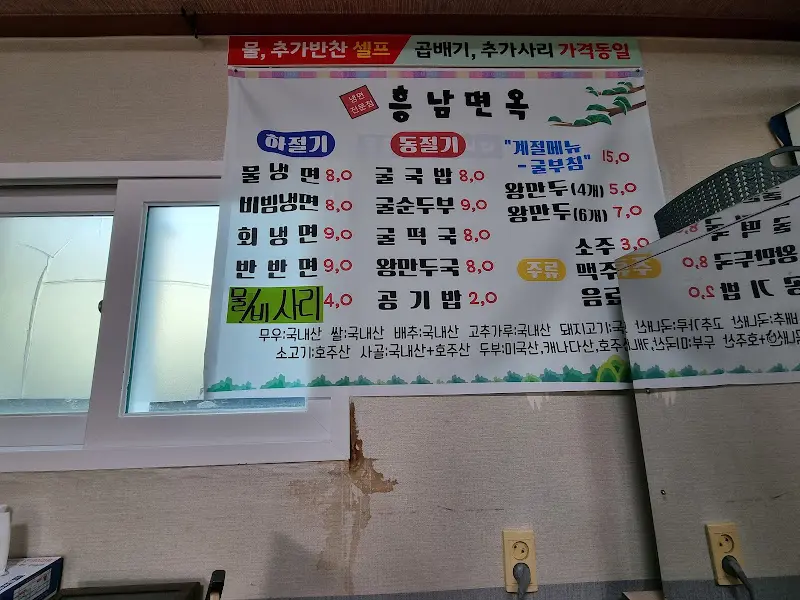 물, 추가반찬 셀프 곱배기, 추가사리 가격동일
냉면
전문점
흥남면옥
하절기
물냉면 8,0
비빔냉면 8,0
회냉면 9,0
반반면 9,0
물/비 사리 4,0
동절기
굴국밥 8,0
굴순두부 9,0
굴떡국 8,0
왕만두국 8,0
공기밥 2,0
"계절메뉴
-굴부침" 15,0
왕만두(4개) 5,0
왕만두(6개) 7,0
주류
소주 3,0
맥주
음료
무우:국내산 쌀:국내산 배추:국내산 고추가루:국내산 돼지고기:국
소고기:호주산 사골:국내산+호주산 두부:미국산,캐나다산,호주